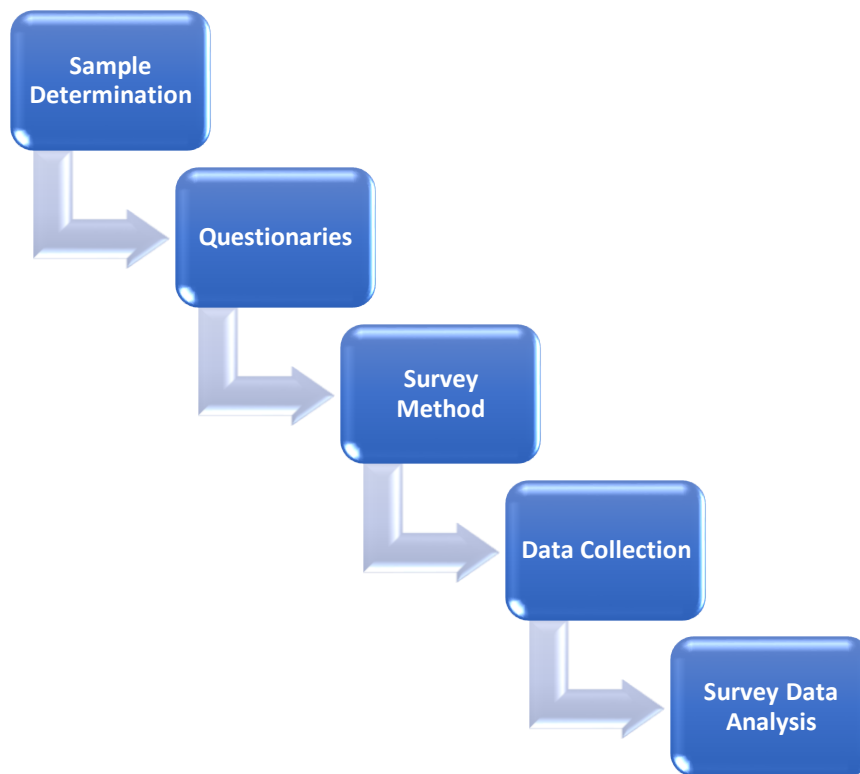 Sample
Determination
Questionaries
Survey
Method
Data Collection
Survey Data
Analysis